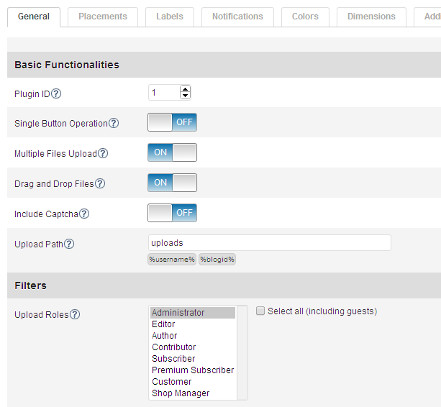 General Placements Labels Notifications Colors Dimensions Add
Basic Functionalities
Plugin ID? 1
Single Button Operation? OFF
Multiple Files Upload? ON
Drag and Drop Files? ON
Include Captcha? OFF
Upload Path? uploads
%username% %blogid%
Filters
Upload Roles? Administrator Select all (including guests)
Editor
Author
Contributor
Subscriber
Premium Subscriber
Customer
Shop Manager